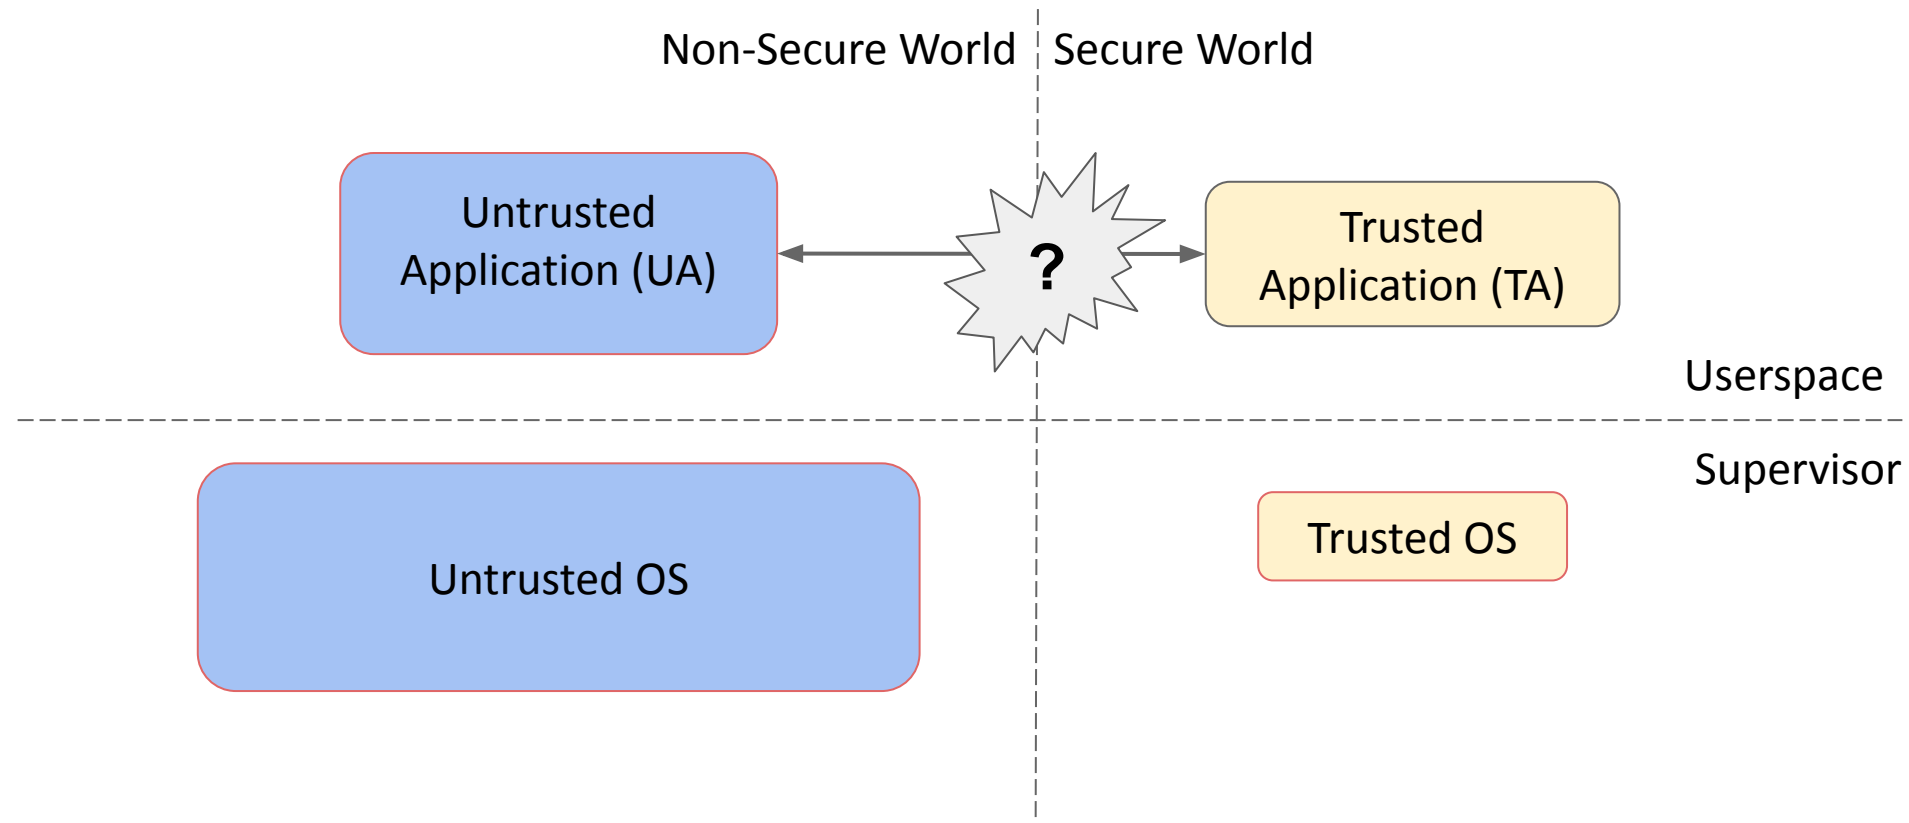 Non-Secure World
Secure World
Untrusted
Application (UA)
?
Trusted
Application (TA)
Userspace
Supervisor
Untrusted OS
Trusted OS